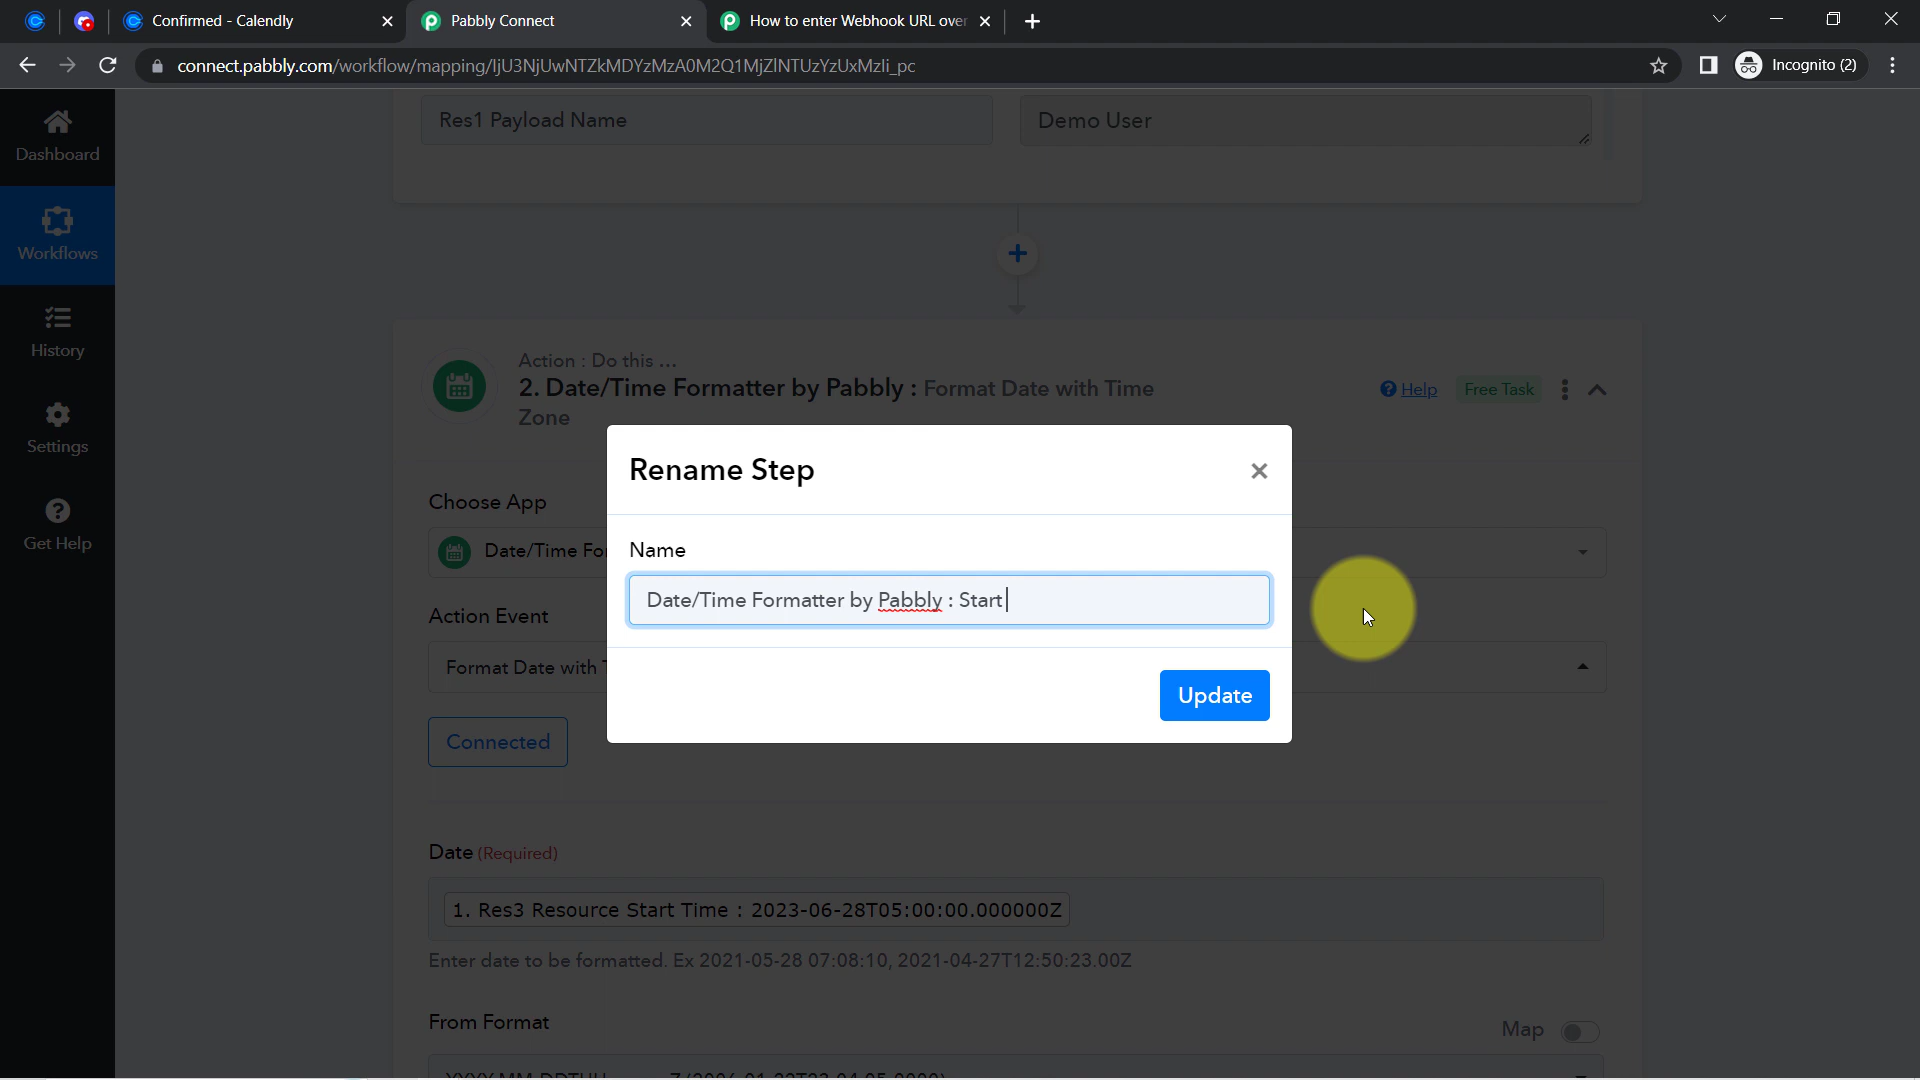 Confirmed - Calendly
Pabbly Connect
How to enter Webhook URL over
connect.pabbly.com/workflow/mapping/IjU3NjUwNTZkMDYzMzA0M2Q1MjZlNTUzYzUxMzIi_pc
Incognito (2)
Dashboard
Workflows
History
Settings
Get Help
Res1 Payload Name
Demo User
Action : Do this ...
2. Date/Time Formatter by Pabbly : Format Date with Time
Zone
Help
Free Task
Rename Step
Name
Date/Time Formatter by Pabbly : Start
Update
Choose App
Date/Time Fo
Action Event
Format Date with
Connected
Date (Required)
1. Res3 Resource Start Time : 2023-06-28T05:00:00.000000Z
Enter date to be formatted. Ex 2021-05-28 07:08:10, 2021-04-27T12:50:23.00Z
From Format
Map